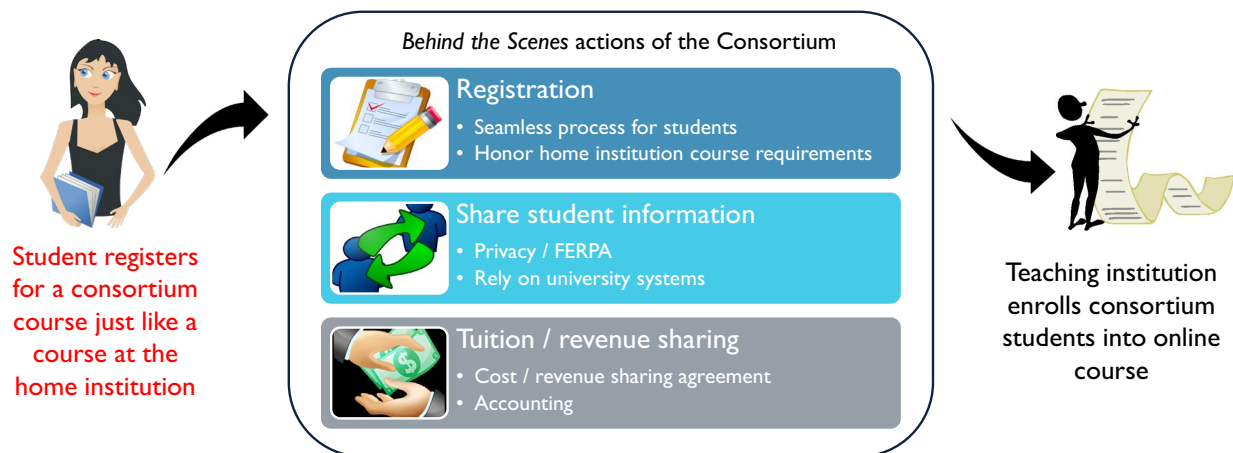 Behind the Scenes actions of the Consortium
Registration
• Seamless process for students
• Honor home institution course requirements
Share student information
• Privacy / FERPA
• Rely on university systems
Tuition / revenue sharing
• Cost / revenue sharing agreement
• Accounting
Student registers
for a consortium
course just like a
course at the
home institution
Teaching institution
enrolls consortium
students into online
course